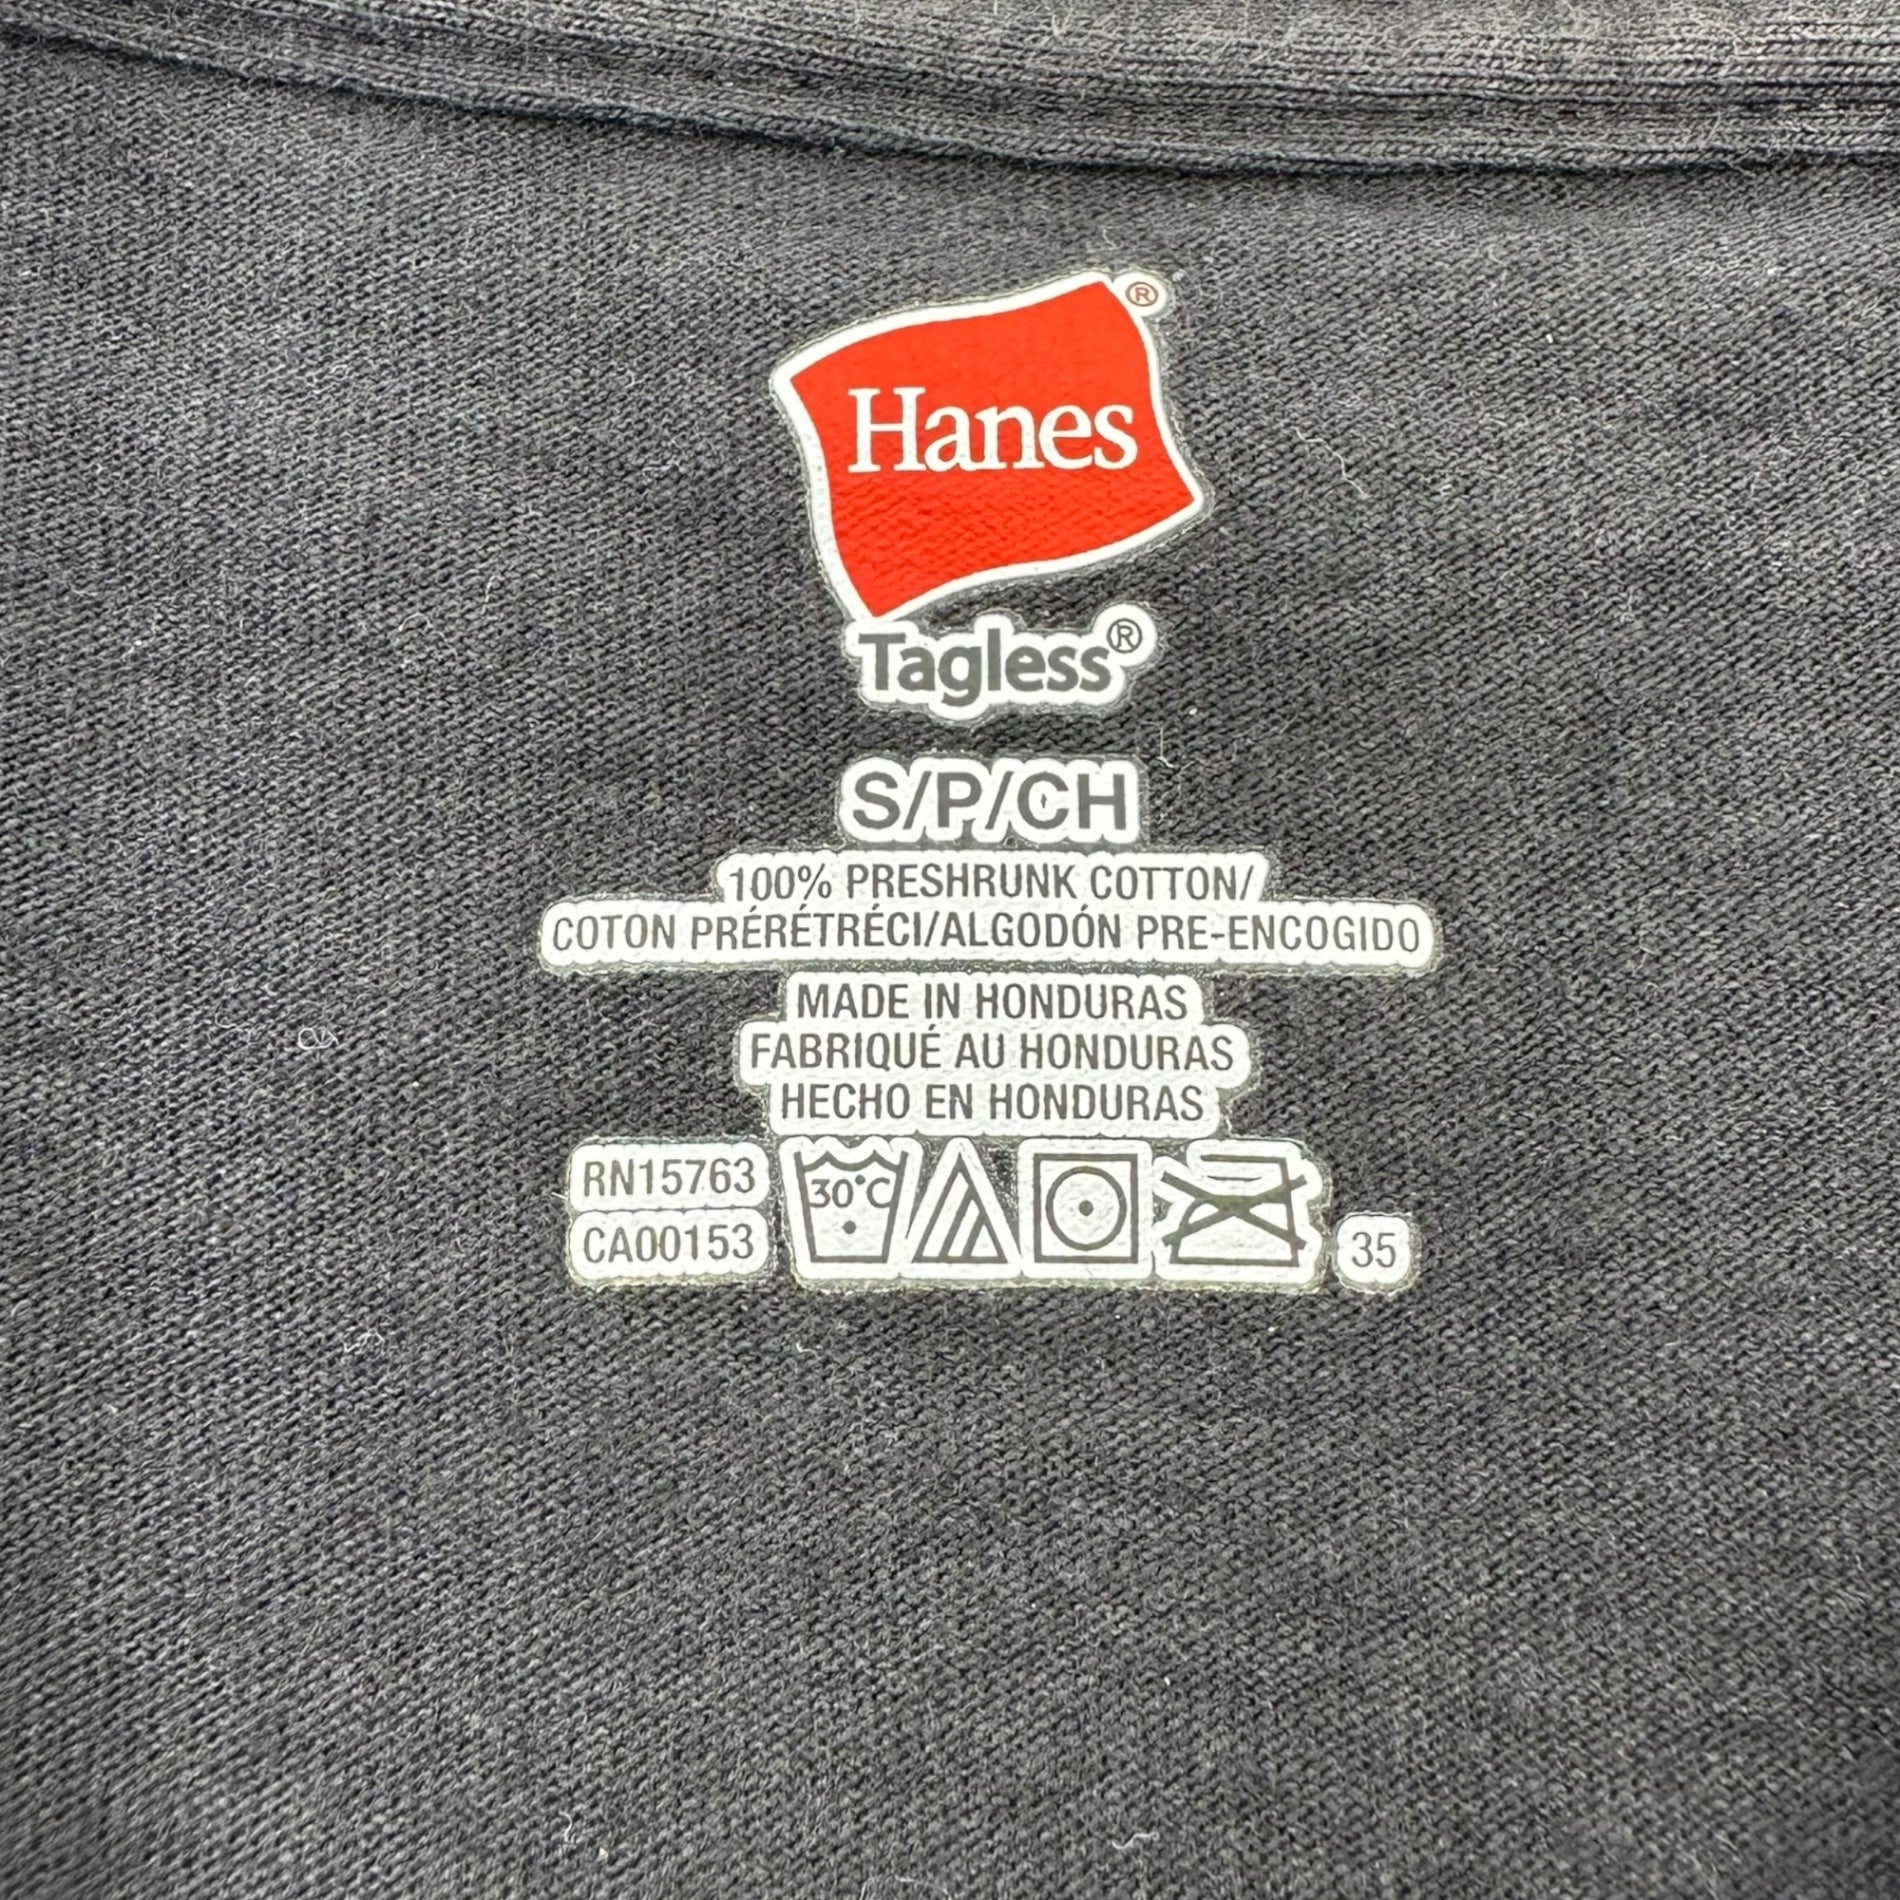 Hanes®
Tagless®
S/P/CH
100% PRESHRUNK COTTON/
COTON PRÉRÉTRÉCI/ALGODÓN PRE-ENCOGIDO
MADE IN HONDURAS
FABRIQUÉ AU HONDURAS
HECHO EN HONDURAS
RN15763
CA00153
30°C
35